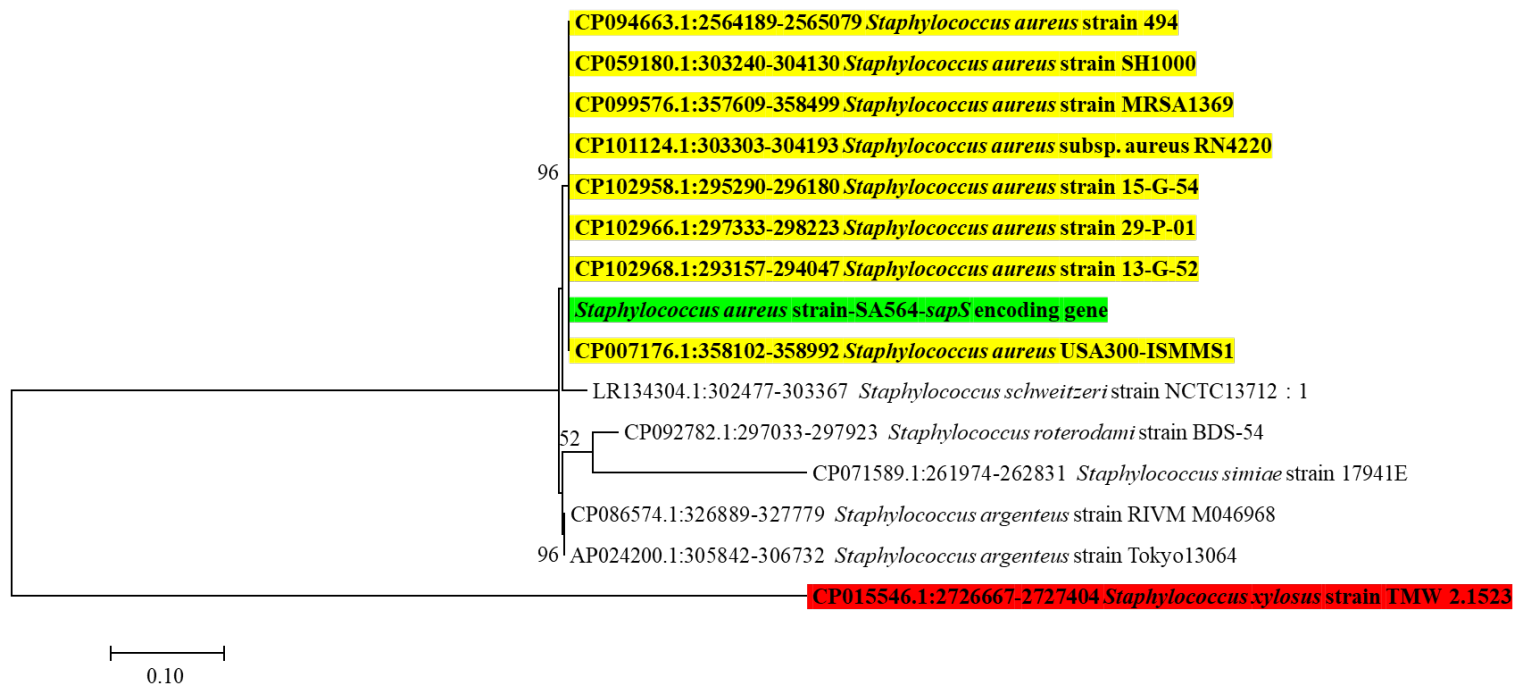 CP094663.1:2564189-2565079 Staphylococcus aureus strain 494
CP059180.1:303240-304130 Staphylococcus aureus strain SH1000
CP099576.1:357609-358499 Staphylococcus aureus strain MRSA1369
96
CP101124.1:303303-304193 Staphylococcus aureus subsp. aureus RN4220
CP102958.1:295290-296180 Staphylococcus aureus strain 15-G-54
CP102966.1:297333-298223 Staphylococcus aureus strain 29-P-01
CP102968.1:293157-294047 Staphylococcus aureus strain 13-G-52
Staphylococcus aureus strain-SA564-sapS encoding gene
CP007176.1:358102-358992 Staphylococcus aureus USA300-ISMMS1
LR134304.1:302477-303367 Staphylococcus schweitzeri strain NCTC13712 : 1
52
CP092782.1:297033-297923 Staphylococcus roterodami strain BDS-54
CP071589.1:261974-262831 Staphylococcus simiae strain 17941E
CP086574.1:326889-327779 Staphylococcus argenteus strain RIVM M046968
96
AP024200.1:305842-306732 Staphylococcus argenteus strain Tokyo13064
CP015546.1:2726667-2727404 Staphylococcus xylosus strain TMW 2.1523
0.10